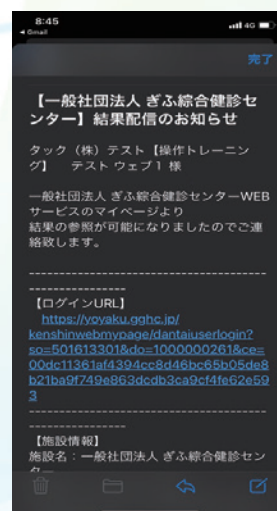 8:45
4G
◀ Gmail
完了
【一般社団法人 ぎふ綜合健診セ
ンター】結果配信のお知らせ
タック（株）テスト【操作トレーニン
グ】　テスト ウェブ１ 様
一般社団法人 ぎふ綜合健診センターWEB
サービスのマイページより
結果の参照が可能になりましたのでご連
絡致します。
--------------------------------------
----------------
【ログインURL】
https://yoyaku.gghc.jp/
kenshinwebmypage/dantaiuserlogin?
so=501613301&do=1000000261&ce=
00dc11361af4394cc8d46bc65b05de8
b21ba9f749e863dcdb3ca9cf4fe62e59
3
--------------------------------------
----------------
【施設情報】
施設名：一般社団法人 ぎふ綜合健診セン
ター